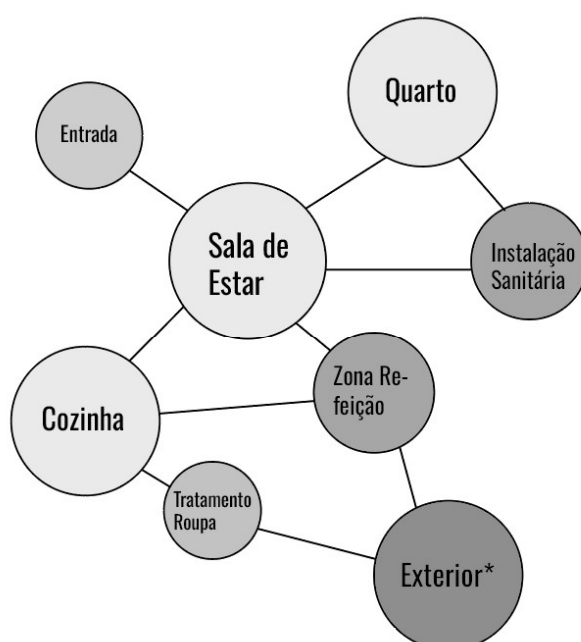 Quarto
Entrada
Sala de
Estar
Instalação
Sanitária
Zona Re-
feição
Cozinha
Tratamento
Roupa
Exterior*